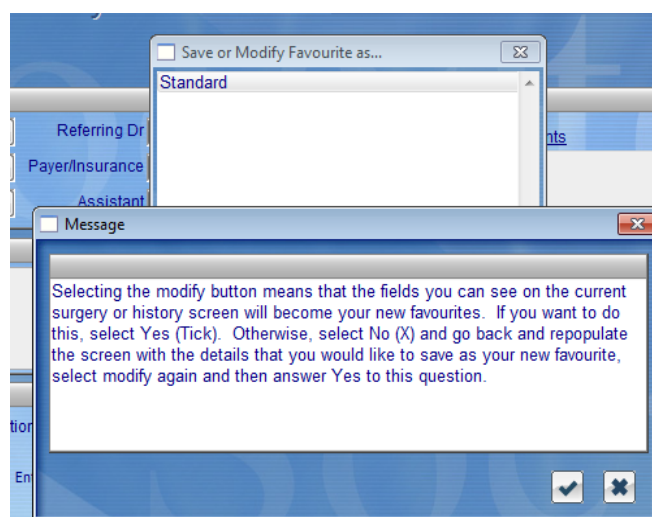 Save or Modify Favourite as...
Standard
Referring Dr
nts
Payer/Insurance
Assistant
Message
Selecting the modify button means that the fields you can see on the current
surgery or history screen will become your new favourites. If you want to do
this, select Yes (Tick). Otherwise, select No (X) and go back and repopulate
the screen with the details that you would like to save as your new favourite,
select modify again and then answer Yes to this question.
tion
En